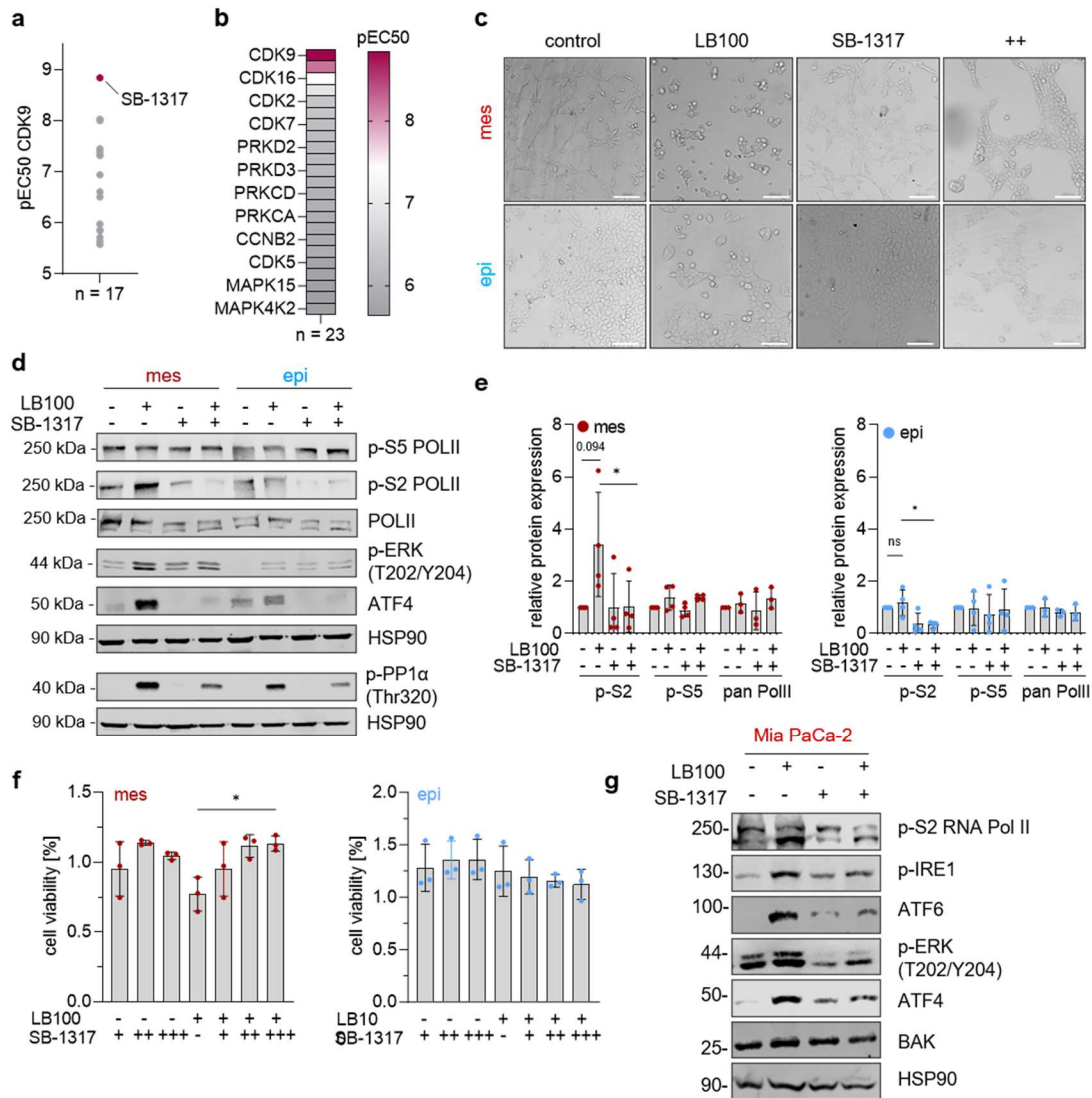 a
pEC50 CDK9
9
8
7
6
5
SB-1317
n = 17
b
CDK9
CDK16
CDK2
CDK7
PRKD2
PRKD3
PRKCD
PRKCA
CCNB2
CDK5
MAPK15
MAPK4K2
n = 23
pEC50
8
7
6
c
control LB100 SB-1317 ++
mes
epi
d
mes epi
LB100 - + - + - + - +
SB-1317 - - + + - - + +
250 kDa - p-S5 POLII
250 kDa - p-S2 POLII
250 kDa - POLII
44 kDa - p-ERK
(T202/Y204)
50 kDa - ATF4
90 kDa - HSP90
40 kDa - p-PP1α
(Thr320)
90 kDa - HSP90
e
relative protein expression
8
6
4
2
0
mes
0.094
*
LB100 - + - + - + - + - + - +
SB-1317 - - + + - - + + - - + +
p-S2 p-S5 pan PolII
relative protein expression
8
6
4
2
0
epi
ns
*
LB100 - + - + - + - + - + - +
SB-1317 - - + + - - + + - - + +
p-S2 p-S5 pan PolII
f
cell viability [%]
1.5
1.0
0.5
0.0
mes
*
LB100 - - - + + + +
SB-1317 + ++ +++ - + ++ +++
cell viability [%]
2.0
1.5
1.0
0.5
0.0
epi
LB10 - - - + + + +
0
SB-1317 + ++ +++ - + ++ +++
g
Mia PaCa-2
LB100 - + - +
SB-1317 - - + +
250- p-S2 RNA Pol II
130- p-IRE1
100- ATF6
44- p-ERK
(T202/Y204)
50- ATF4
25- BAK
90- HSP90